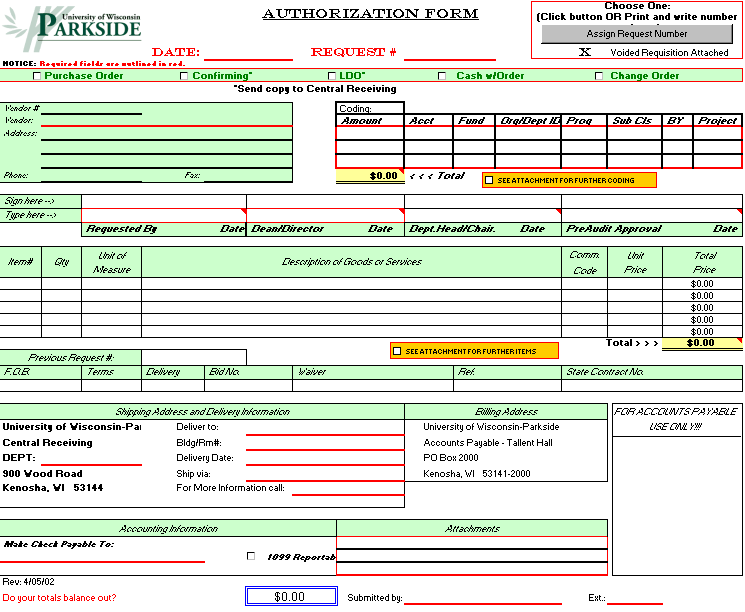 University of Wisconsin
PARKSIDE
AUTHORIZATION FORM
Choose One:
(Click button OR Print and write number
Assign Request Number
X Voided Requisition Attached
DATE: REQUEST #
NOTICE: Required fields are outlined in red.
Purchase Order Confirming* LDO* Cash w/Order Change Order
*Send copy to Central Receiving
Vendor #
Vendor:
Address:
Phone: Fax:
Coding:
Amount Acct Fund Org/Dept ID Prog Sub Cls BY Project
$0.00 < < < Total
SEE ATTACHMENT FOR FURTHER CODING
Sign here -->
Type here -->
Requested By Date Dean/Director Date Dept.Head/Chair. Date PreAudit Approval Date
Item# Qty Unit of Measure Description of Goods or Services Comm. Code Unit Price Total Price
$0.00
$0.00
$0.00
$0.00
$0.00
Total > > > $0.00
SEE ATTACHMENT FOR FURTHER ITEMS
Previous Request #:
F.O.B. Terms Delivery Bid No. Waiver Ref. State Contract No.
Shipping Address and Delivery Information Billing Address
University of Wisconsin-Pa Deliver to: University of Wisconsin-Parkside
Central Receiving Bldg/Rm#: Accounts Payable - Tallent Hall
DEPT: Delivery Date: PO Box 2000
900 Wood Road Ship via: Kenosha, WI 53141-2000
Kenosha, WI 53144 For More Information call:
FOR ACCOUNTS PAYABLE
USE ONLY!!!
Accounting Information Attachments
Make Check Payable To:
1099 Reportab
Rev: 4/05/02
Do your totals balance out? $0.00 Submitted by: Ext.: